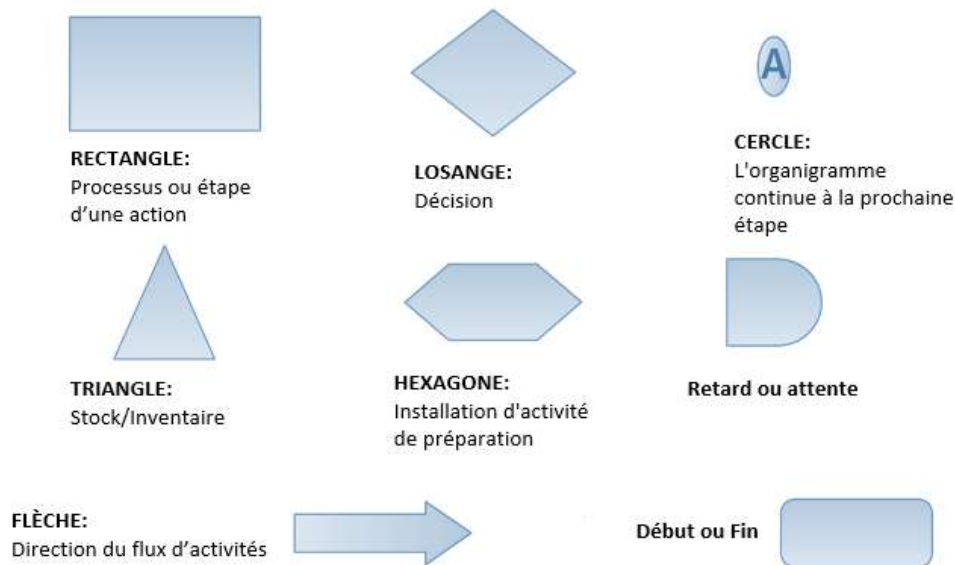 A
RECTANGLE:
Processus ou étape
d’une action
LOSANGE:
Décision
CERCLE:
L'organigramme
continue à la prochaine
étape
TRIANGLE:
Stock/Inventaire
HEXAGONE:
Installation d'activité
de préparation
Retard ou attente
FLÈCHE:
Direction du flux d’activités
Début ou Fin